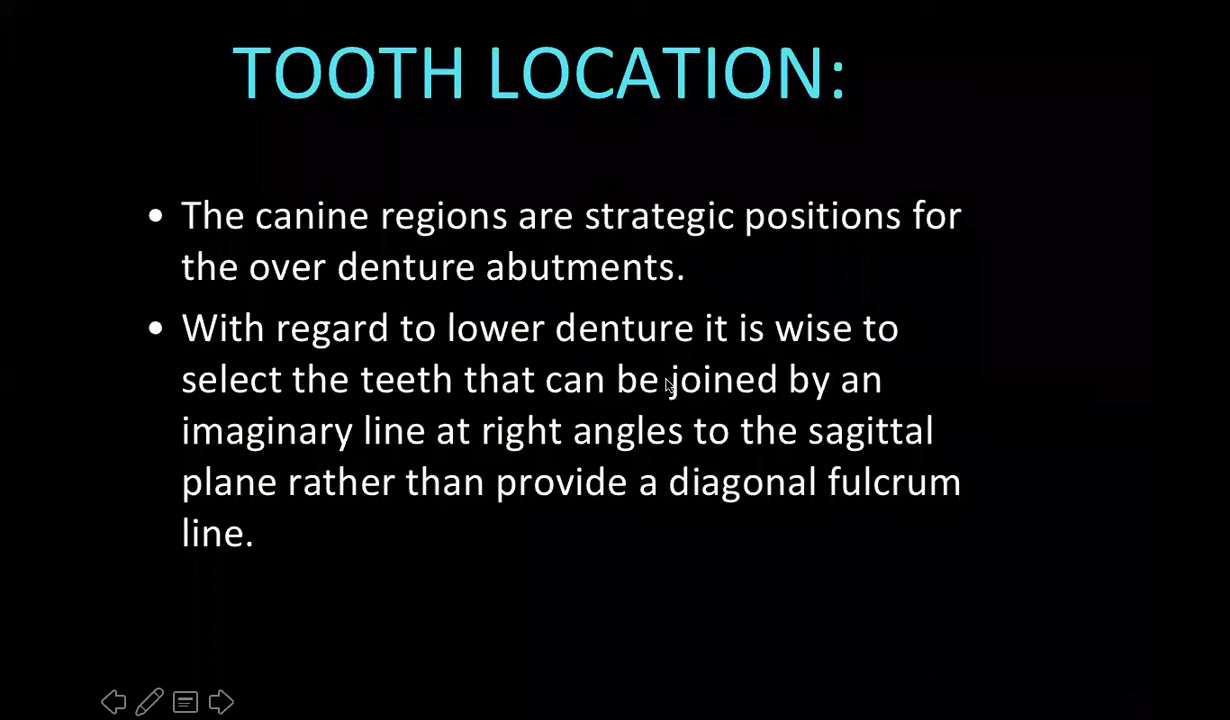 TOOTH LOCATION:
• The canine regions are strategic positions for
the over denture abutments.
• With regard to lower denture it is wise to
select the teeth that can be joined by an
imaginary line at right angles to the sagittal
plane rather than provide a diagonal fulcrum
line.